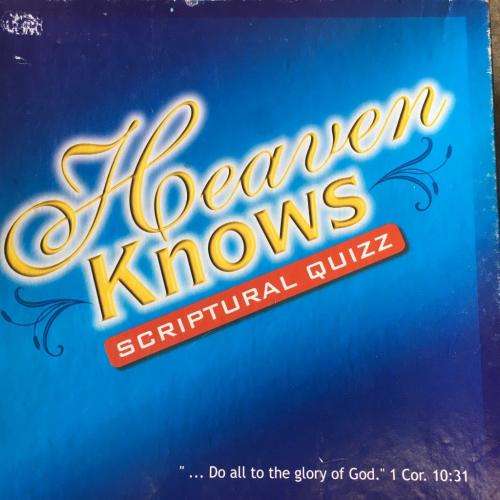 Heaven
Knows
SCRIPTURAL QUIZZ
"... Do all to the glory of God." 1 Cor. 10:31